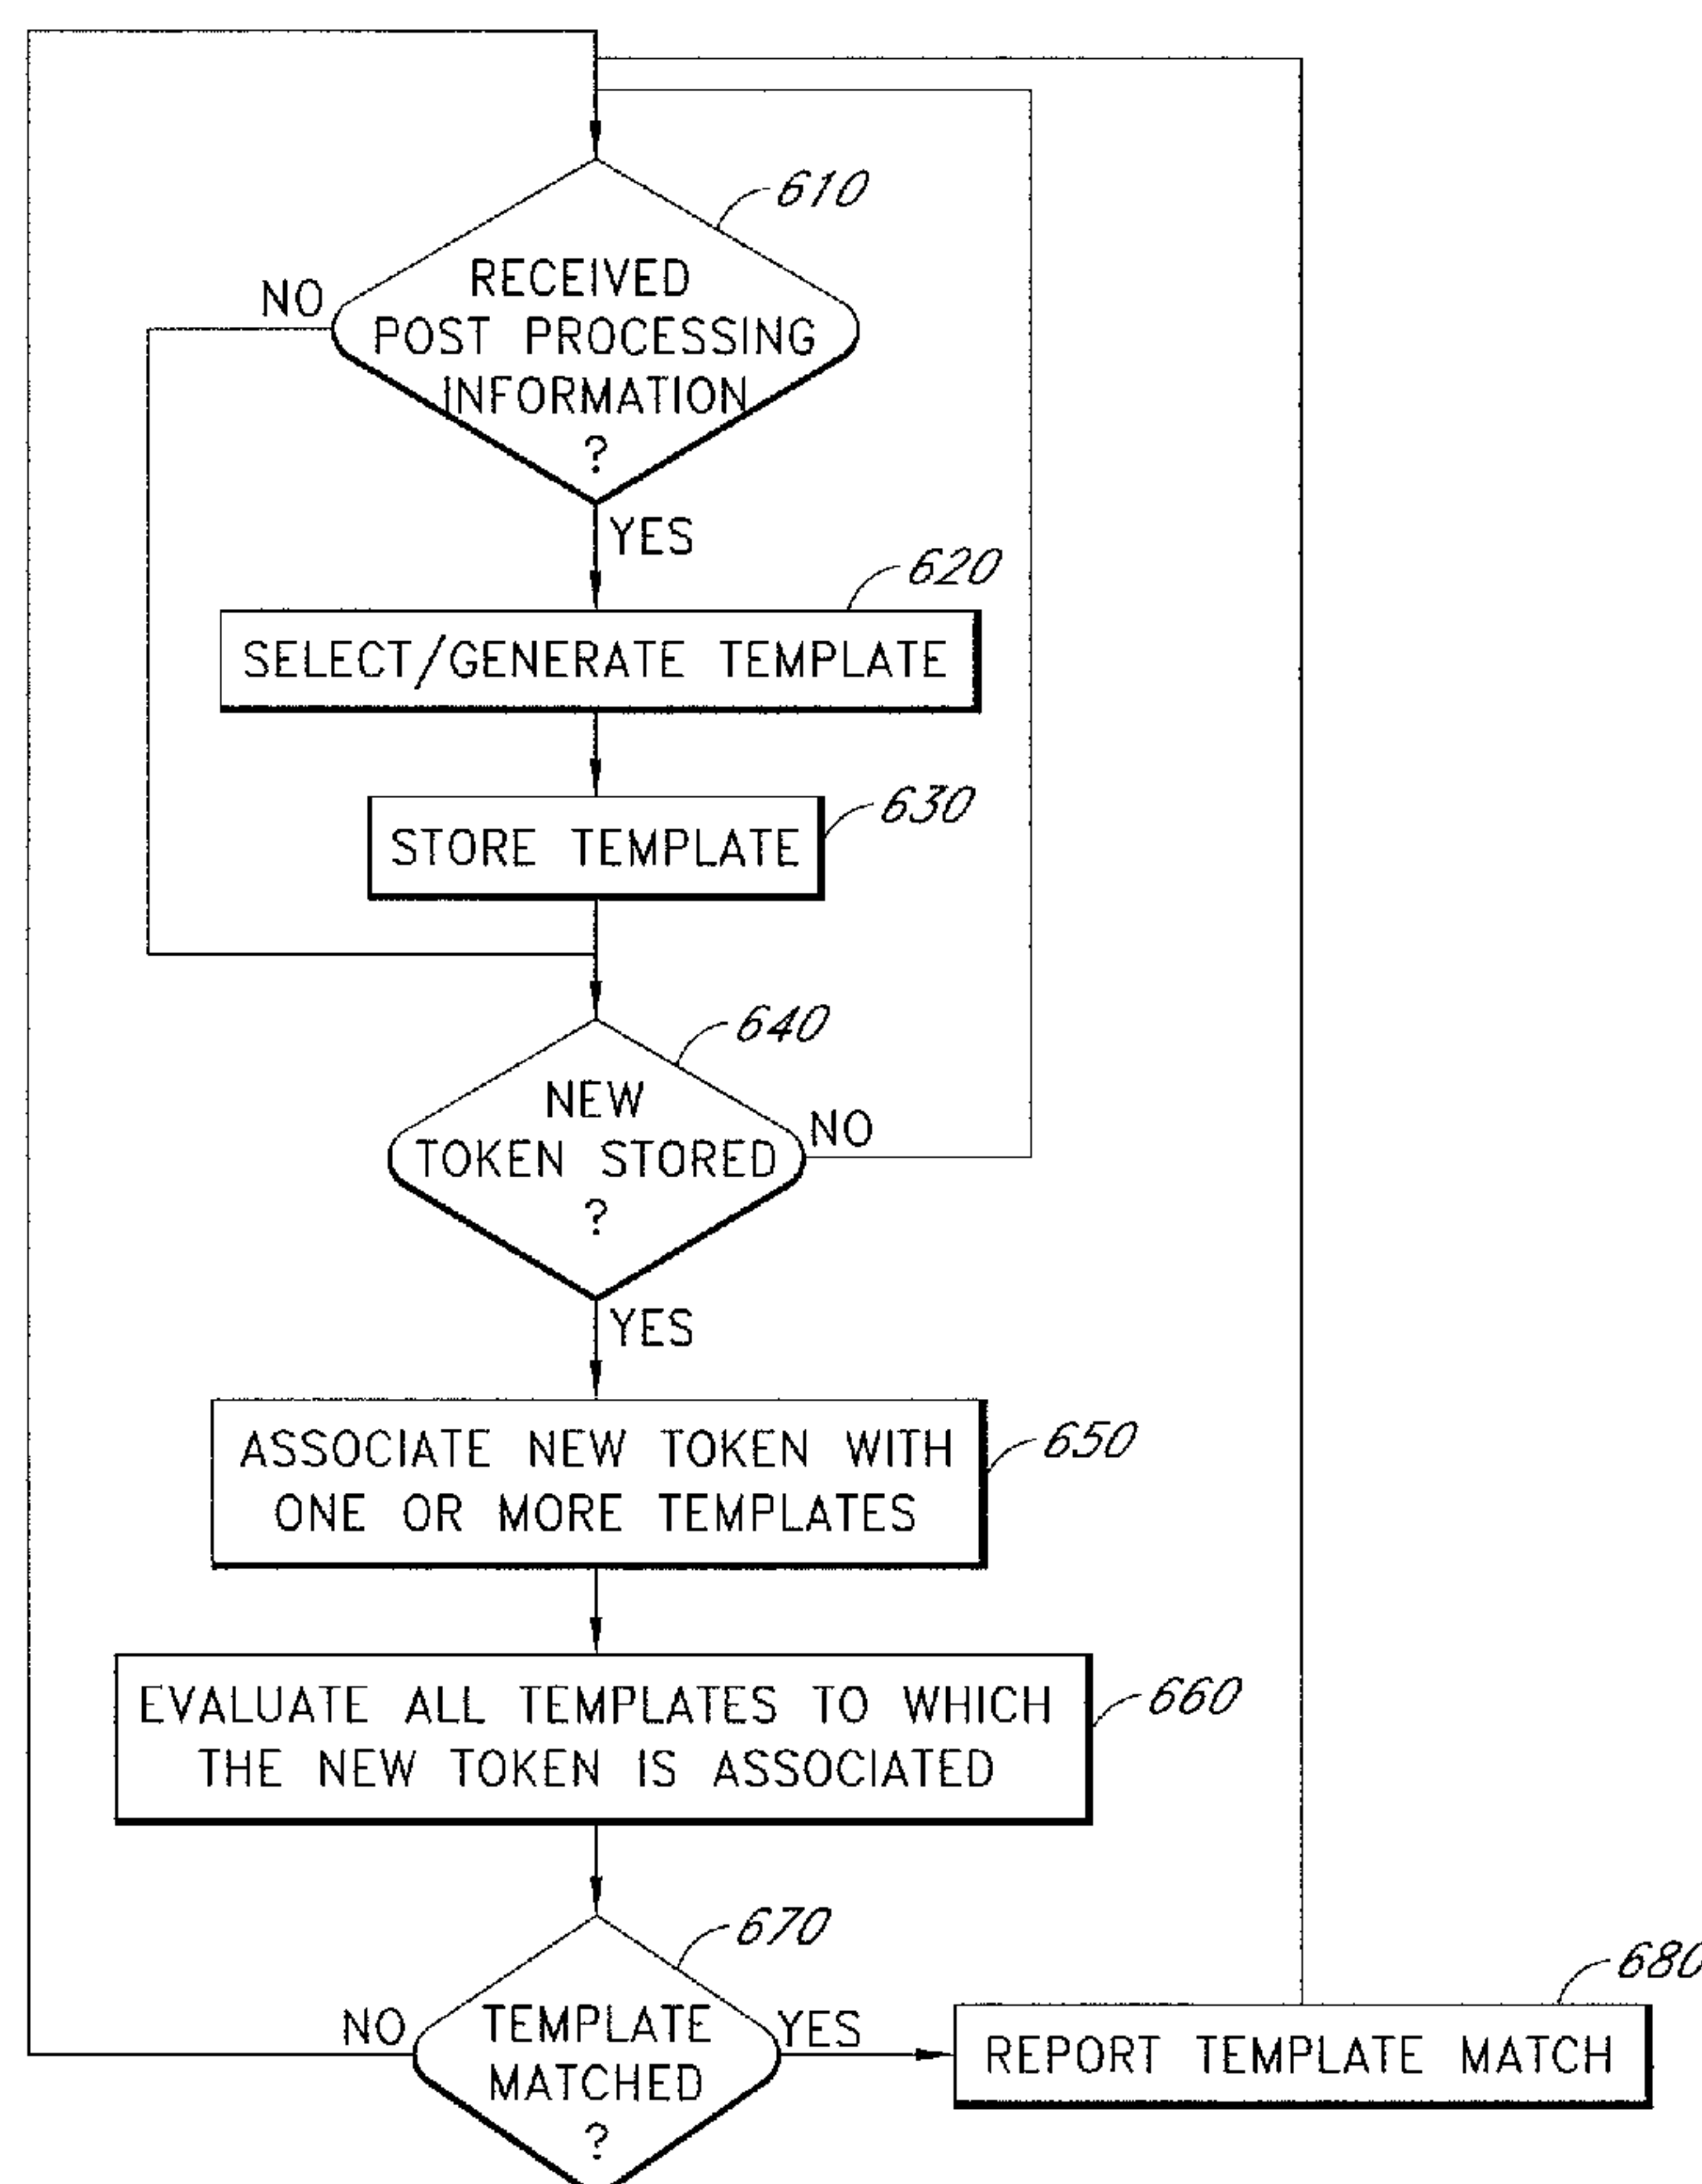 610
NO
RECEIVED
POST PROCESSING
INFORMATION
?
YES
620
SELECT/GENERATE TEMPLATE
630
STORE TEMPLATE
640
NEW
TOKEN STORED
?
NO
YES
650
ASSOCIATE NEW TOKEN WITH
ONE OR MORE TEMPLATES
660
EVALUATE ALL TEMPLATES TO WHICH
THE NEW TOKEN IS ASSOCIATED
670
NO
TEMPLATE
MATCHED
?
YES
680
REPORT TEMPLATE MATCH